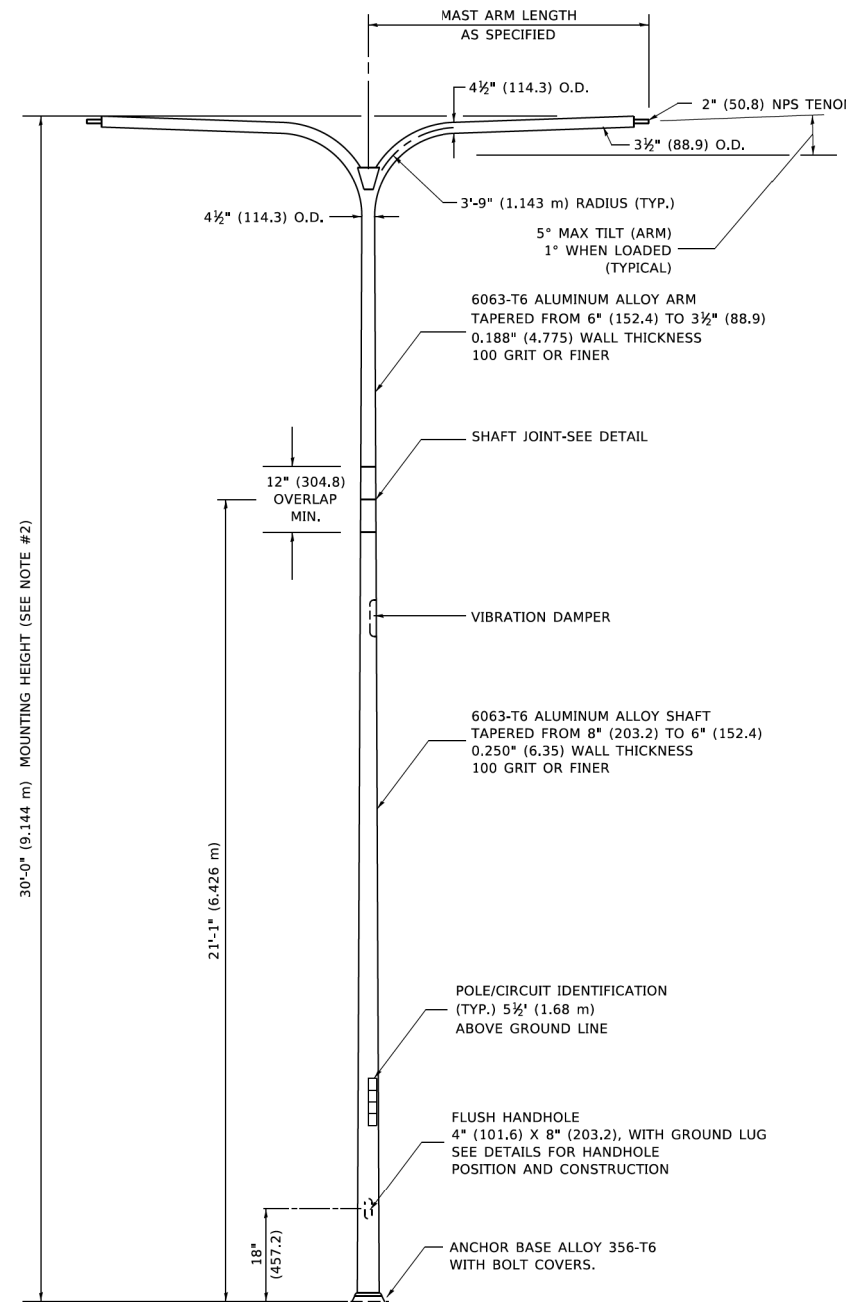 MAST ARM LENGTH
AS SPECIFIED
4½" (114.3) O.D.
2" (50.8) NPS TENO
3½" (88.9) O.D.
3'-9" (1.143 m) RADIUS (TYP.)
4½" (114.3) O.D.
5° MAX TILT (ARM)
1° WHEN LOADED
(TYPICAL)
6063-T6 ALUMINUM ALLOY ARM
TAPERED FROM 6" (152.4) TO 3½" (88.9)
0.188" (4.775) WALL THICKNESS
100 GRIT OR FINER
SHAFT JOINT-SEE DETAIL
12" (304.8)
OVERLAP
MIN.
30'-0" (9.144 m) MOUNTING HEIGHT (SEE NOTE #2)
VIBRATION DAMPER
6063-T6 ALUMINUM ALLOY SHAFT
TAPERED FROM 8" (203.2) TO 6" (152.4)
0.250" (6.35) WALL THICKNESS
100 GRIT OR FINER
21'-1" (6.426 m)
POLE/CIRCUIT IDENTIFICATION
(TYP.) 5½' (1.68 m)
ABOVE GROUND LINE
FLUSH HANDHOLE
4" (101.6) X 8" (203.2), WITH GROUND LUG
SEE DETAILS FOR HANDHOLE
POSITION AND CONSTRUCTION
18"
(457.2)
ANCHOR BASE ALLOY 356-T6
WITH BOLT COVERS.